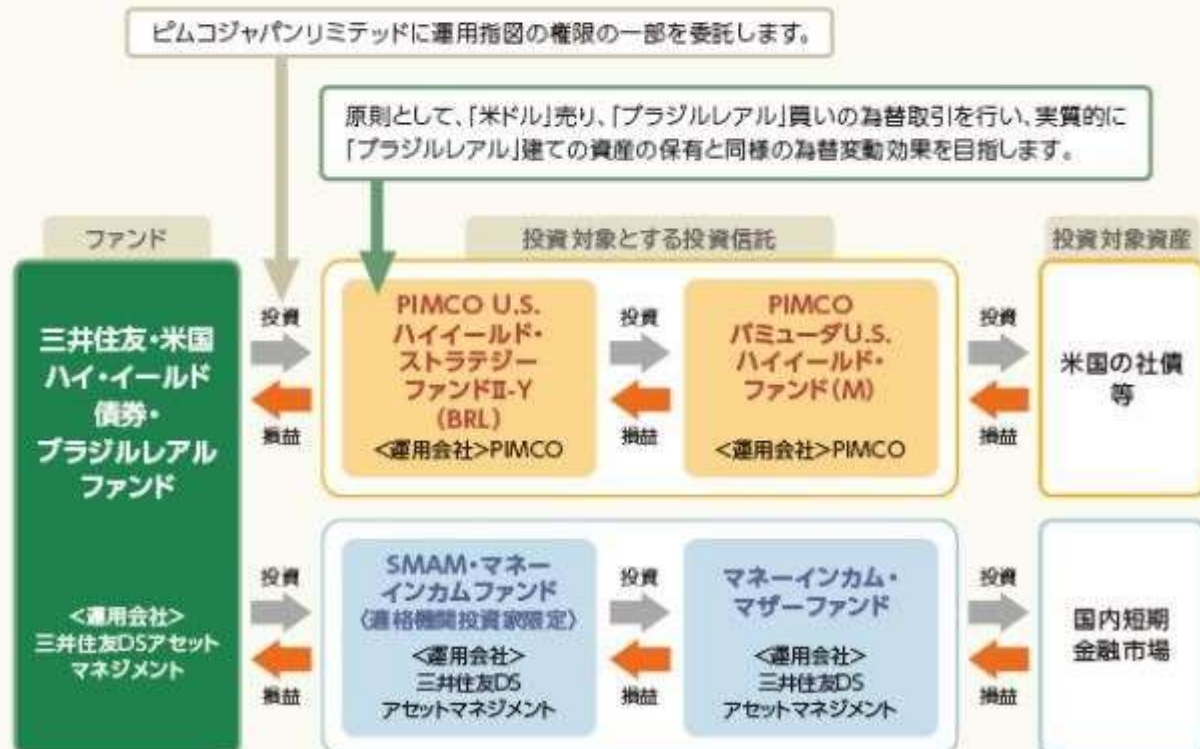 ピムコジャパンリミテッドに運用指図の権限の一部を委託します。
原則として、「米ドル」売り、「ブラジルレアル」買いの為替取引を行い、実質的に
「ブラジルレアル」建ての資産の保有と同様の為替変動効果を目指します。
ファンド
投資対象とする投資信託
投資対象資産
三井住友・米国
ハイ・イールド
債券・
ブラジルレアル
ファンド
<運用会社>
三井住友DSアセット
マネジメント
投資
損益
PIMCO U.S.
ハイイールド・
ストラテジー
ファンドⅡ-Y
(BRL)
<運用会社>PIMCO
投資
損益
PIMCO
バミューダU.S.
ハイイールド・
ファンド(M)
<運用会社>PIMCO
投資
損益
米国の社債
等
投資
損益
SMAM・マネー
インカムファンド
〈適格機関投資家限定〉
<運用会社>
三井住友DS
アセットマネジメント
投資
損益
マネーインカム・
マザーファンド
<運用会社>
三井住友DS
アセットマネジメント
投資
損益
国内短期
金融市場